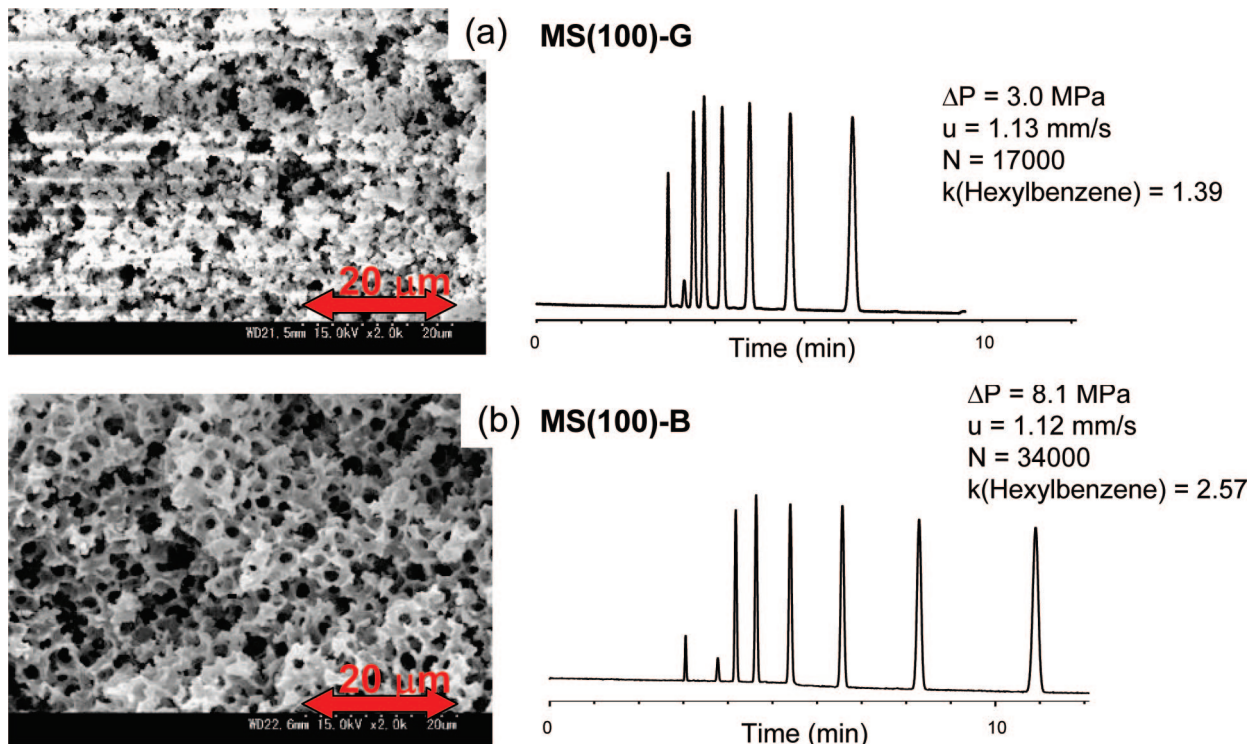 (a) MS(100)-G
ΔP = 3.0 MPa
u = 1.13 mm/s
N = 17000
k(Hexylbenzene) = 1.39
20 μm
WD21.5mm 15.0kV x2.0k 20um
0 10
Time (min)
(b) MS(100)-B
ΔP = 8.1 MPa
u = 1.12 mm/s
N = 34000
k(Hexylbenzene) = 2.57
20 μm
WD22.6mm 15.0kV x2.0k 20um
0 10
Time (min)